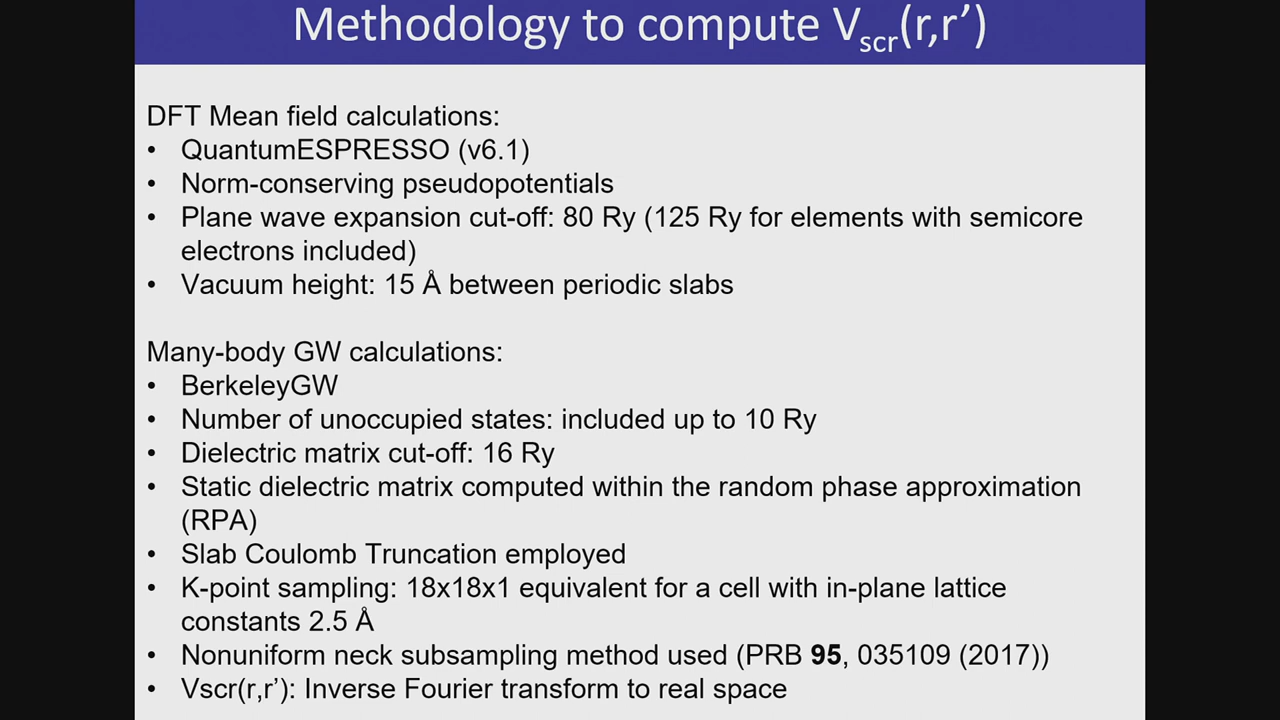 Methodology to compute Vscr(r,r’)
DFT Mean field calculations:
• QuantumESPRESSO (v6.1)
• Norm-conserving pseudopotentials
• Plane wave expansion cut-off: 80 Ry (125 Ry for elements with semicore
electrons included)
• Vacuum height: 15 Å between periodic slabs
Many-body GW calculations:
• BerkeleyGW
• Number of unoccupied states: included up to 10 Ry
• Dielectric matrix cut-off: 16 Ry
• Static dielectric matrix computed within the random phase approximation
(RPA)
• Slab Coulomb Truncation employed
• K-point sampling: 18x18x1 equivalent for a cell with in-plane lattice
constants 2.5 Å
• Nonuniform neck subsampling method used (PRB 95, 035109 (2017))
• Vscr(r,r’): Inverse Fourier transform to real space